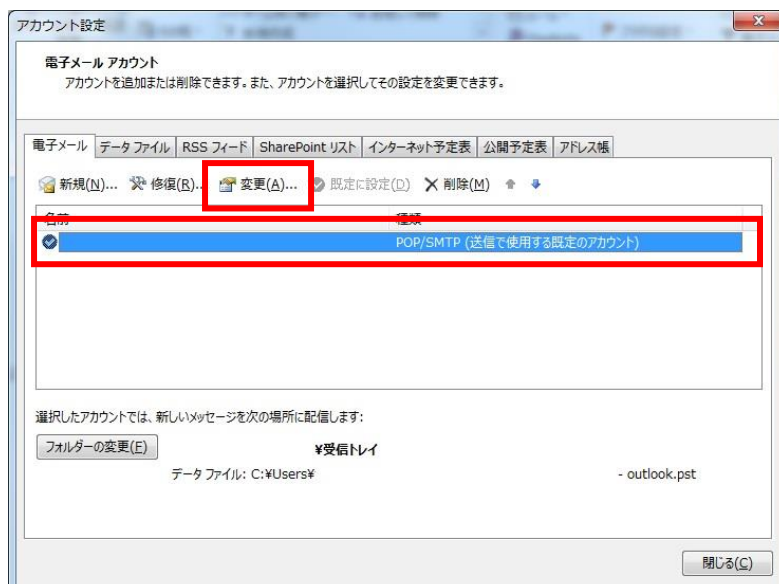 アカウント設定
電子メール アカウント
アカウントを追加または削除できます。また、アカウントを選択してその設定を変更できます。
電子メール データ ファイル RSS フィード SharePoint リスト インターネット予定表 公開予定表 アドレス帳
新規(N)... 修復(R)... 変更(A)... 既定に設定(D) 削除(M)
名前 種類
POP/SMTP (送信で使用する既定のアカウント)
選択したアカウントでは、新しいメッセージを次の場所に配信します:
フォルダーの変更(F) ¥受信トレイ
データ ファイル: C:¥Users¥ - outlook.pst
閉じる(C)